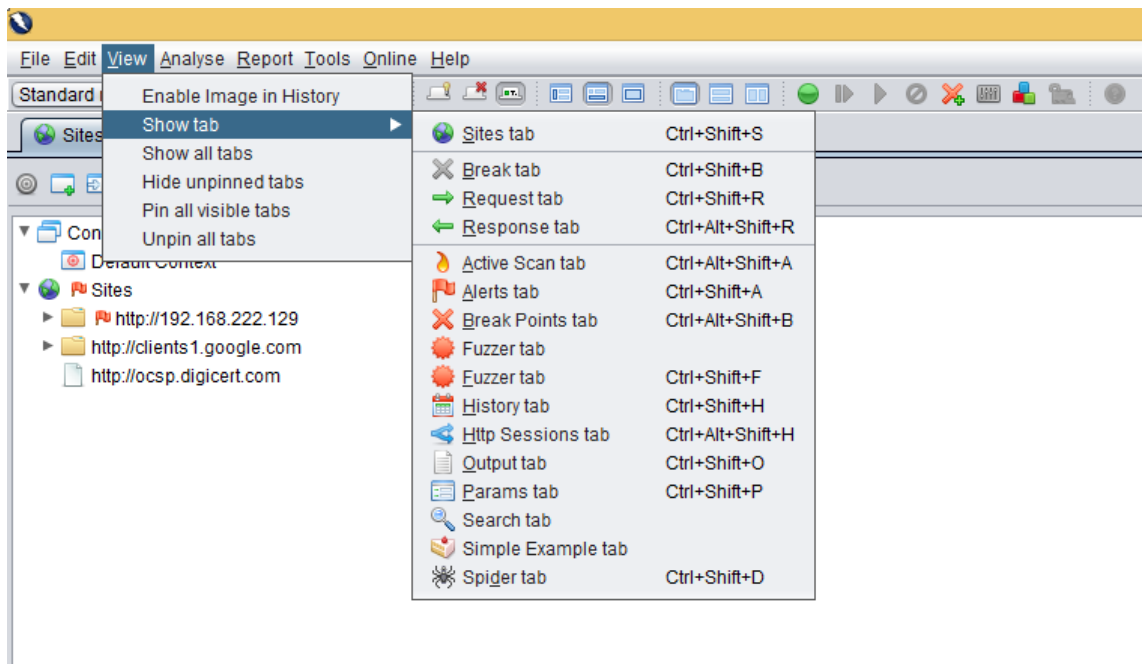 File Edit View Analyse Report Tools Online Help
Standard
Enable Image in History
Show tab
Show all tabs
Hide unpinned tabs
Pin all visible tabs
Unpin all tabs
Sites tab Ctrl+Shift+S
Break tab Ctrl+Shift+B
Request tab Ctrl+Shift+R
Response tab Ctrl+Alt+Shift+R
Active Scan tab Ctrl+Alt+Shift+A
Alerts tab Ctrl+Shift+A
Break Points tab Ctrl+Alt+Shift+B
Fuzzer tab
Fuzzer tab Ctrl+Shift+F
History tab Ctrl+Shift+H
Http Sessions tab Ctrl+Alt+Shift+H
Output tab Ctrl+Shift+O
Params tab Ctrl+Shift+P
Search tab
Simple Example tab
Spider tab Ctrl+Shift+D
Sites
Con
Default Context
Sites
http://192.168.222.129
http://clients1.google.com
http://ocsp.digicert.com